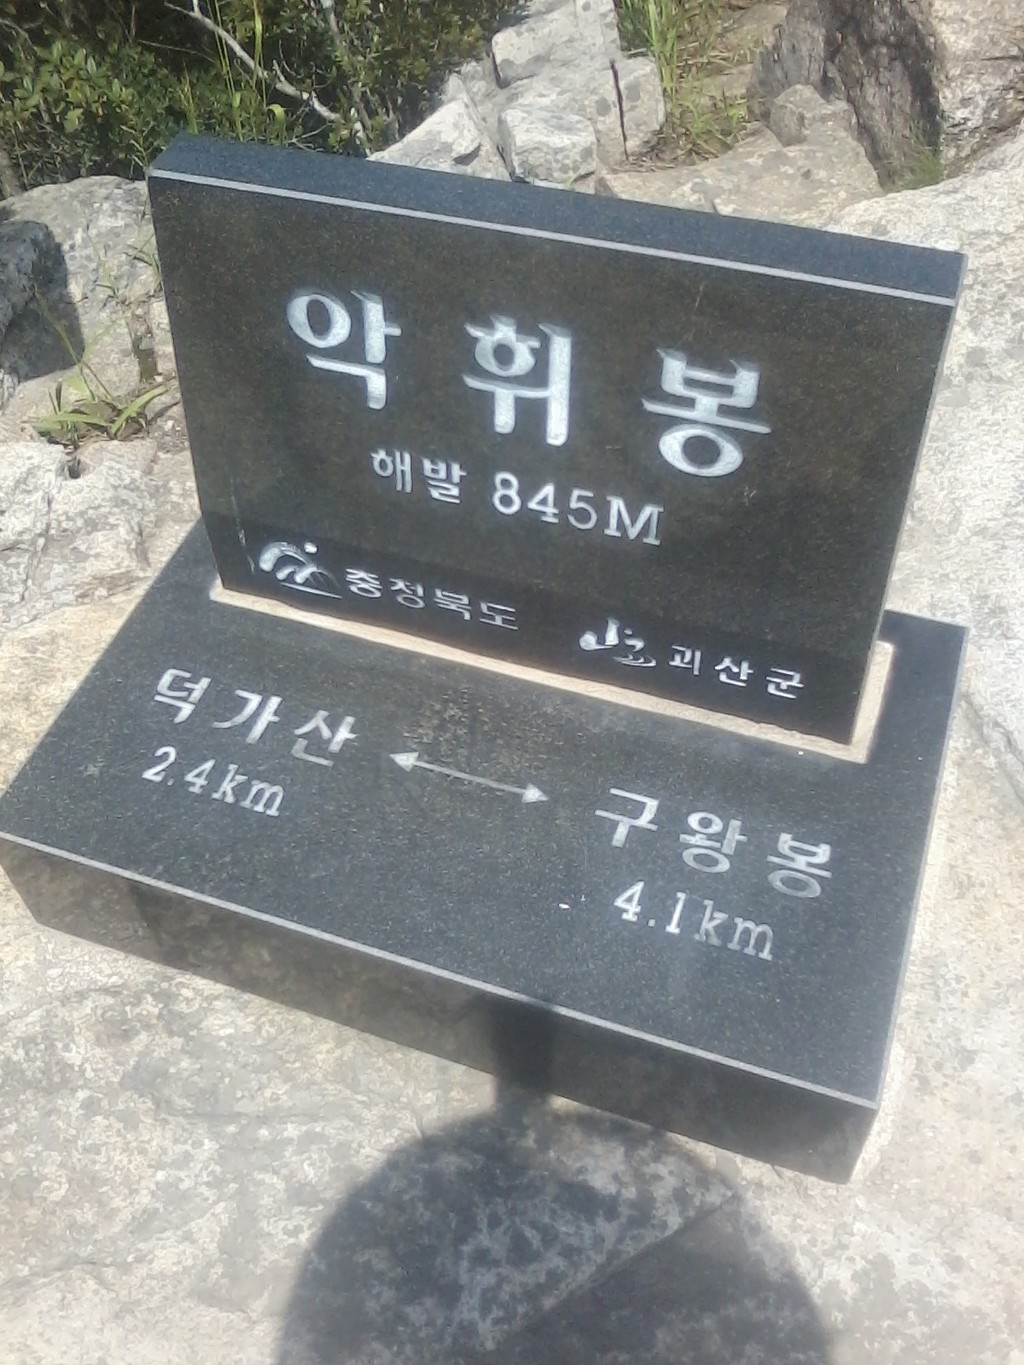 악휘봉
해발 845M
충청북도 괴산군
덕가산 ↔ 구왕봉
2.4km 4.1km